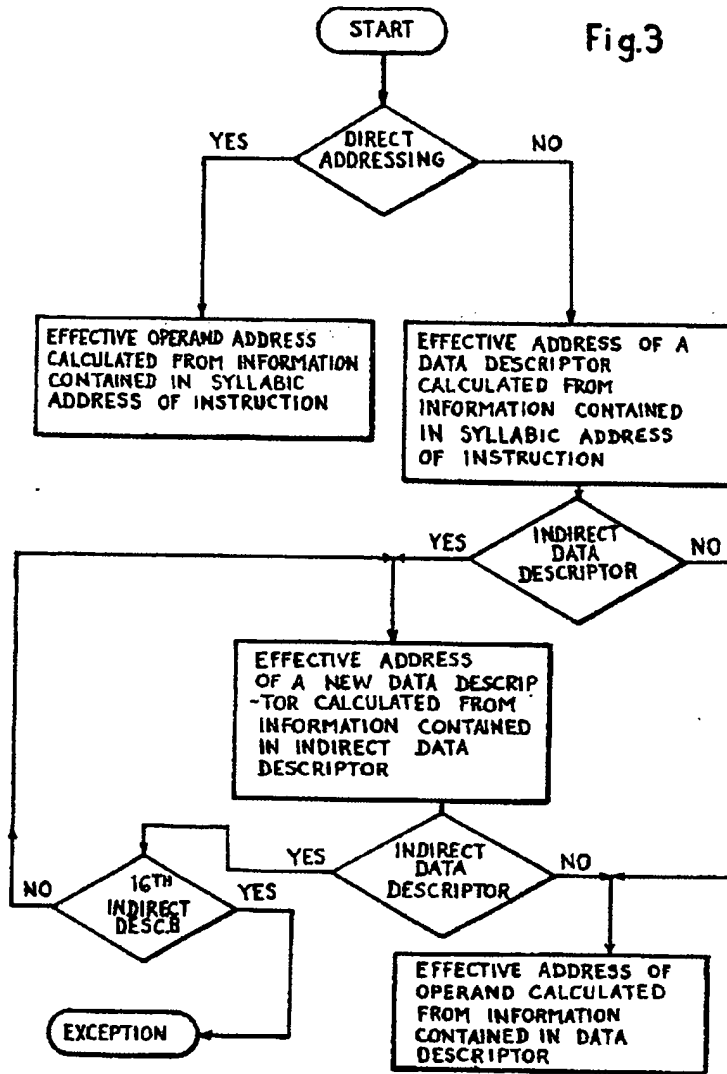 START
Fig.3
DIRECT
ADDRESSING
YES
NO
EFFECTIVE OPERAND ADDRESS
CALCULATED FROM INFORMATION
CONTAINED IN SYLLABIC
ADDRESS OF INSTRUCTION
EFFECTIVE ADDRESS OF A
DATA DESCRIPTOR
CALCULATED FROM
INFORMATION CONTAINED
IN SYLLABIC ADDRESS
OF INSTRUCTION
YES
INDIRECT
DATA
DESCRIPTOR
NO
EFFECTIVE ADDRESS
OF A NEW DATA DESCRIP
-TOR CALCULATED FROM
INFORMATION CONTAINED
IN INDIRECT DATA
DESCRIPTOR
YES
INDIRECT
DATA
DESCRIPTOR
NO
NO
16TH
INDIRECT
DESC.B
YES
EXCEPTION
EFFECTIVE ADDRESS OF
OPERAND CALCULATED
FROM INFORMATION
CONTAINED IN DATA
DESCRIPTOR